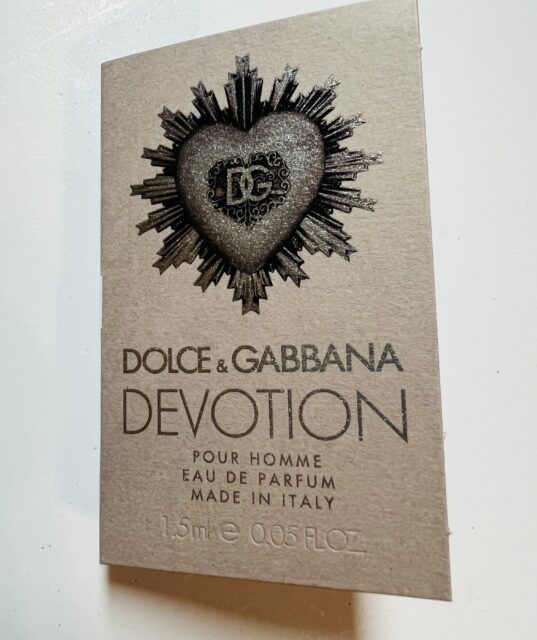 DG
DOLCE & GABBANA
DEVOTION
POUR HOMME
EAU DE PARFUM
MADE IN ITALY
1.5ml ℮ 0.05 FL.OZ.